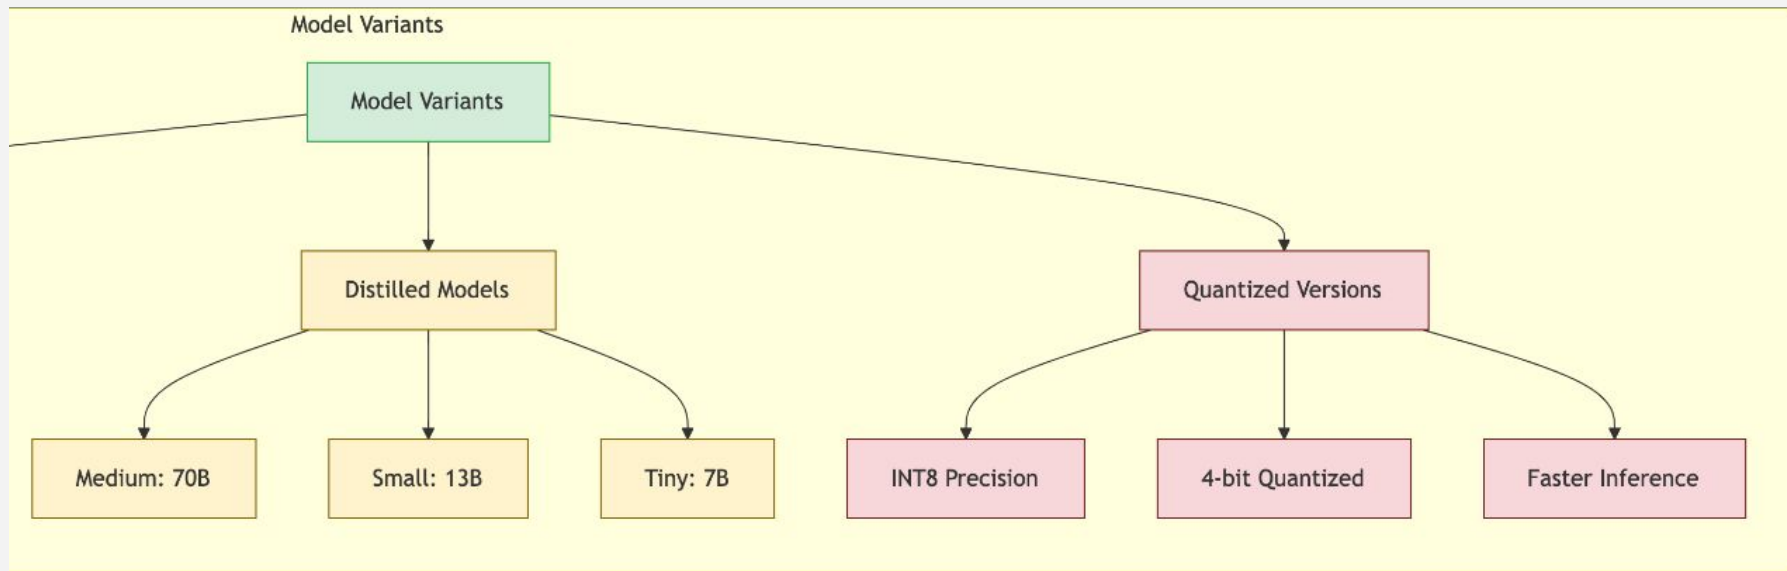 Model Variants
Model Variants
Distilled Models
Quantized Versions
Medium: 70B
Small: 13B
Tiny: 7B
INT8 Precision
4-bit Quantized
Faster Inference